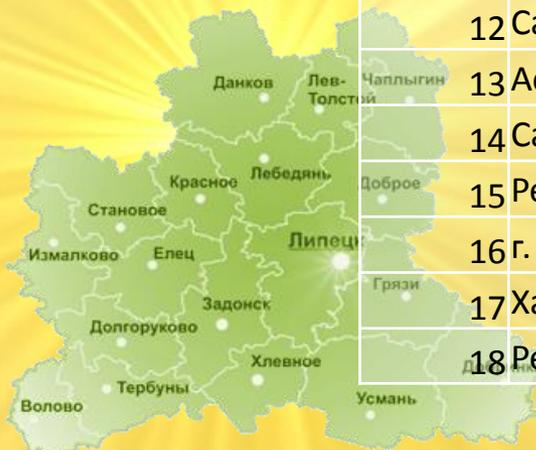 12
Данков
Лев-
Толстой
Чаплыгин
13
14
Лебедянь
Красное
Доброе
15
Становое
Липецк
16 г.
Измалково
Елец
Грязи
Задонск
17
Долгоруково
Хлевное
18
Тербуны
Волово
Усмань